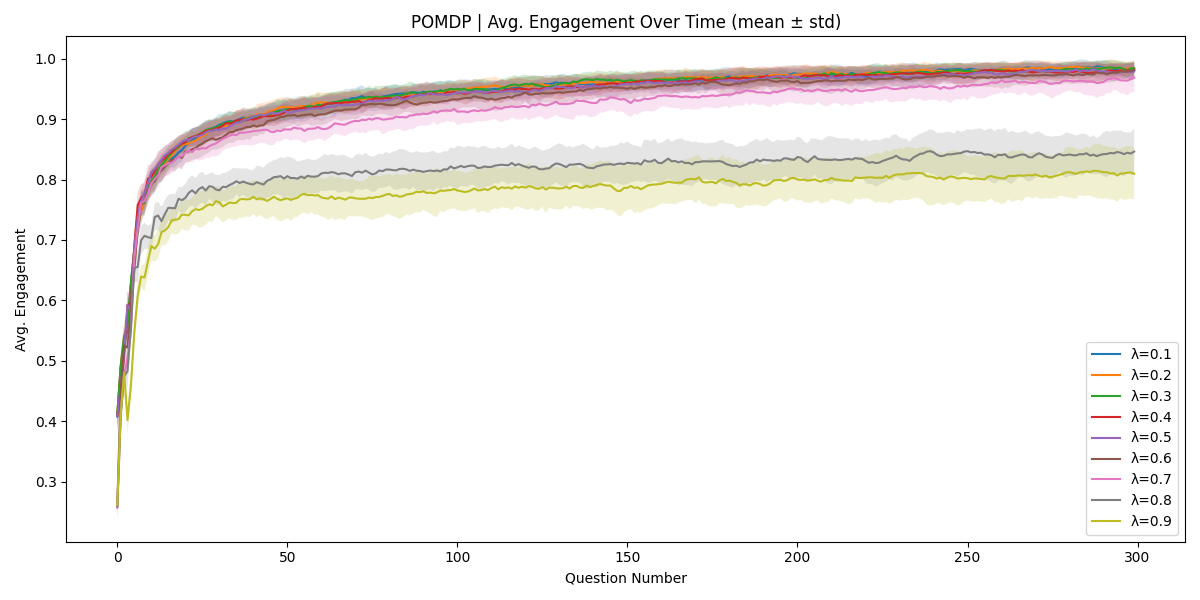 POMDP | Avg. Engagement Over Time (mean ± std)
Avg. Engagement
1.0
0.9
0.8
0.7
0.6
0.5
0.4
0.3
0
50
100
150
200
250
300
Question Number
λ=0.1
λ=0.2
λ=0.3
λ=0.4
λ=0.5
λ=0.6
λ=0.7
λ=0.8
λ=0.9